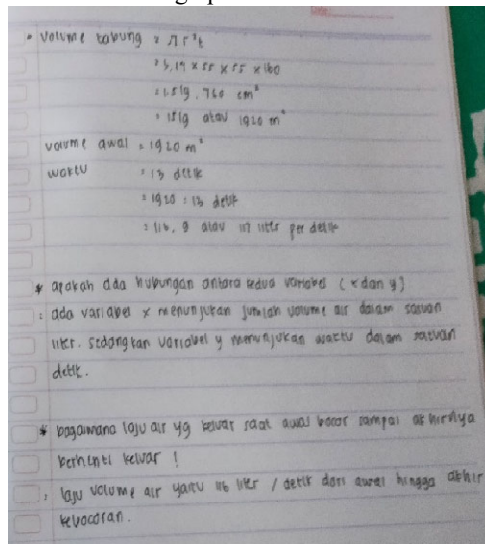 • Volume tabung = π r² t
= 3,14 x 55 x 55 x 160
= 1.519.760 cm³
= 1519 atau 1920 m³
volume awal = 1920 m³
waktu = 13 detik
= 1920 : 13 detik
= 116,9 atau 117 liter per detik
* apakah ada hubungan antara kedua variabel (x dan y)
: ada variabel x menunjukan jumlah volume air dalam satuan
liter. sedangkan variabel y menunjukan waktu dalam satuan
detik.
* bagaimana laju air yg keluar saat awal bocor sampai akhirnya
berhenti keluar !
: laju volume air yaitu 116 liter / detik dari awal hingga akhir
kebocoran.